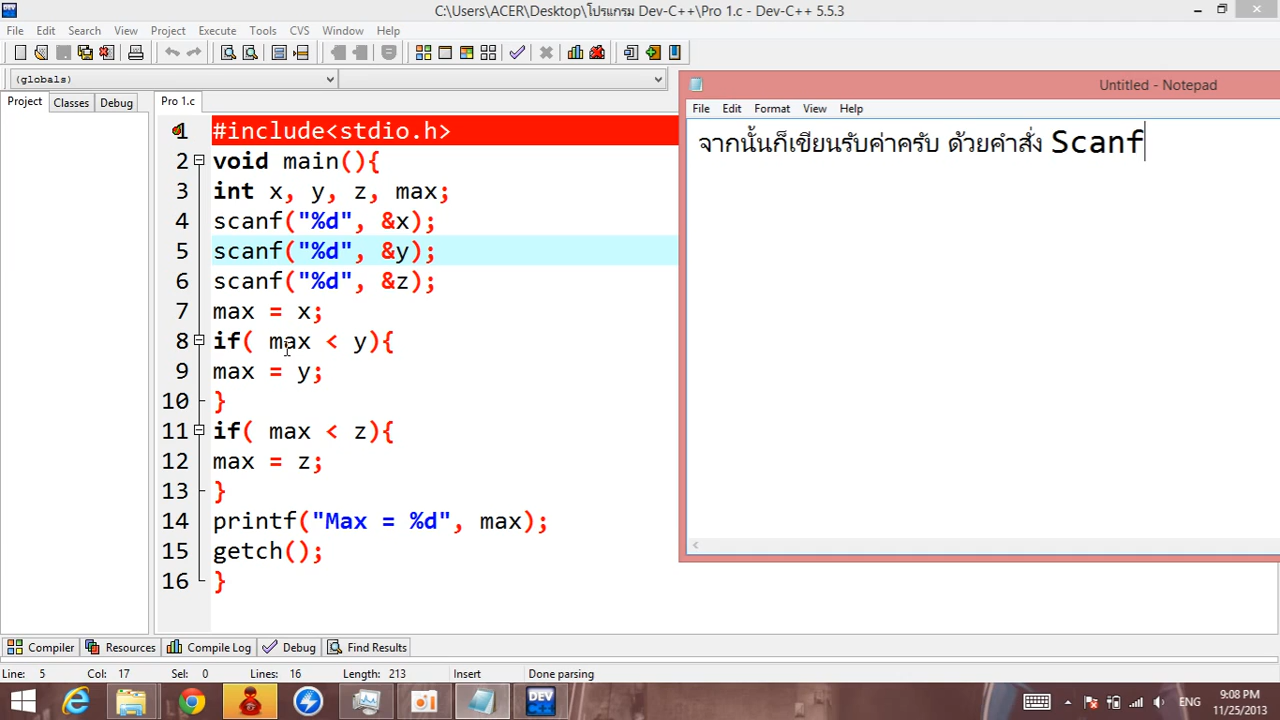 C:\Users\ACER\Desktop\โปรแกรม Dev-C++\Pro 1.c - Dev-C++ 5.5.3
File Edit Search View Project Execute Tools CVS Window Help
(globals)
Project Classes Debug
Pro 1.c
1 #include<stdio.h>
2 void main(){
3 int x, y, z, max;
4 scanf("%d", &x);
5 scanf("%d", &y);
6 scanf("%d", &z);
7 max = x;
8 if( max < y){
9 max = y;
10 }
11 if( max < z){
12 max = z;
13 }
14 printf("Max = %d", max);
15 getch();
16 }
Untitled - Notepad
File Edit Format View Help
จากนั้นก็เขียนรับค่าครับ ด้วยคำสั่ง Scanf
Compiler Resources Compile Log Debug Find Results
Line: 5 Col: 17 Sel: 0 Lines: 16 Length: 213 Insert Done parsing
DEV
ENG
9:08 PM
11/25/2013